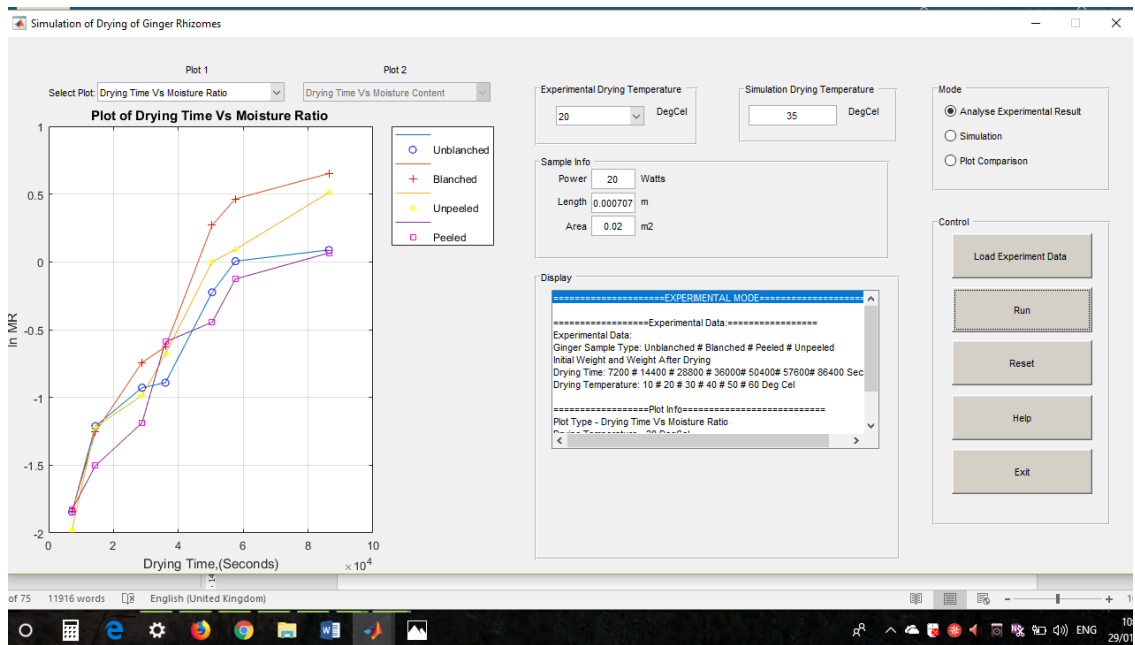 Simulation of Drying of Ginger Rhizomes
Plot 1
Plot 2
Select Plot: Drying Time Vs Moisture Ratio
Drying Time Vs Moisture Content
Plot of Drying Time Vs Moisture Ratio
1
0.5
0
-0.5
-1
-1.5
-2
ln MR
0 2 4 6 8 10
Drying Time,(Seconds)
× 10^4
Unblanched
Blanched
Unpeeled
Peeled
Experimental Drying Temperature
20 DegCel
Simulation Drying Temperature
35 DegCel
Sample Info
Power 20 Watts
Length 0.000707 m
Area 0.02 m2
Display
=====================EXPERIMENTAL MODE====================
==================Experimental Data:=================
Experimental Data:
Ginger Sample Type: Unblanched # Blanched # Peeled # Unpeeled
Initial Weight and Weight After Drying
Drying Time: 7200 # 14400 # 28800 # 36000# 50400# 57600# 86400 Sec
Drying Temperature: 10 # 20 # 30 # 40 # 50 # 60 Deg Cel
==================Plot Info===========================
Plot Type - Drying Time Vs Moisture Ratio
Drying Temperature - 20 DegCel
Mode
Analyse Experimental Result
Simulation
Plot Comparison
Control
Load Experiment Data
Run
Reset
Help
Exit
of 75 11916 words English (United Kingdom)
ENG
29/01